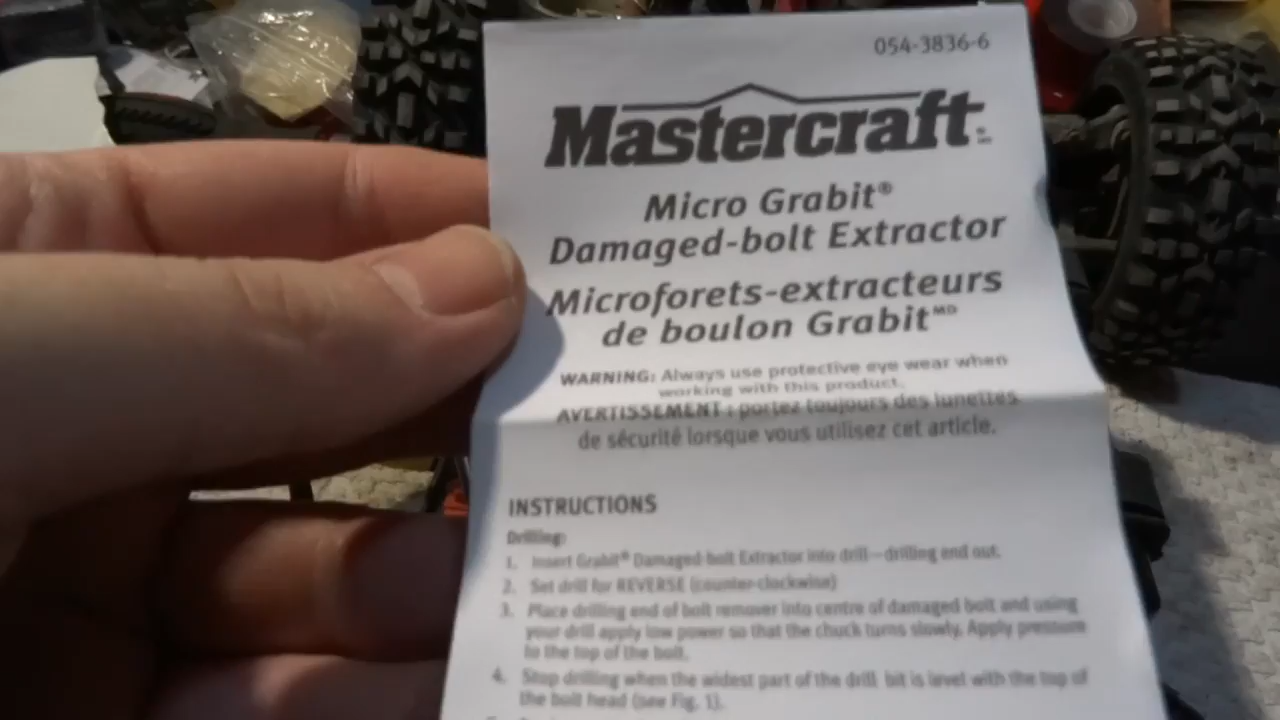 054-3836-6
Mastercraft®
Micro Grabit®
Damaged-bolt Extractor
Microforets-extracteurs
de boulon Grabit MD
WARNING: Always use protective eye wear when
working with this product.
AVERTISSEMENT : portez toujours des lunettes
de sécurité lorsque vous utilisez cet article.
INSTRUCTIONS
Drilling:
1. Insert Grabit® Damaged-bolt Extractor into drill—drilling end out.
2. Set drill for REVERSE (counter-clockwise)
3. Place drilling end of bolt remover into centre of damaged bolt and using
your drill apply low power so that the chuck turns slowly. Apply pressure
to the top of the bolt.
4. Stop drilling when the widest part of the drill bit is level with the top of
the bolt head (see Fig. 1).